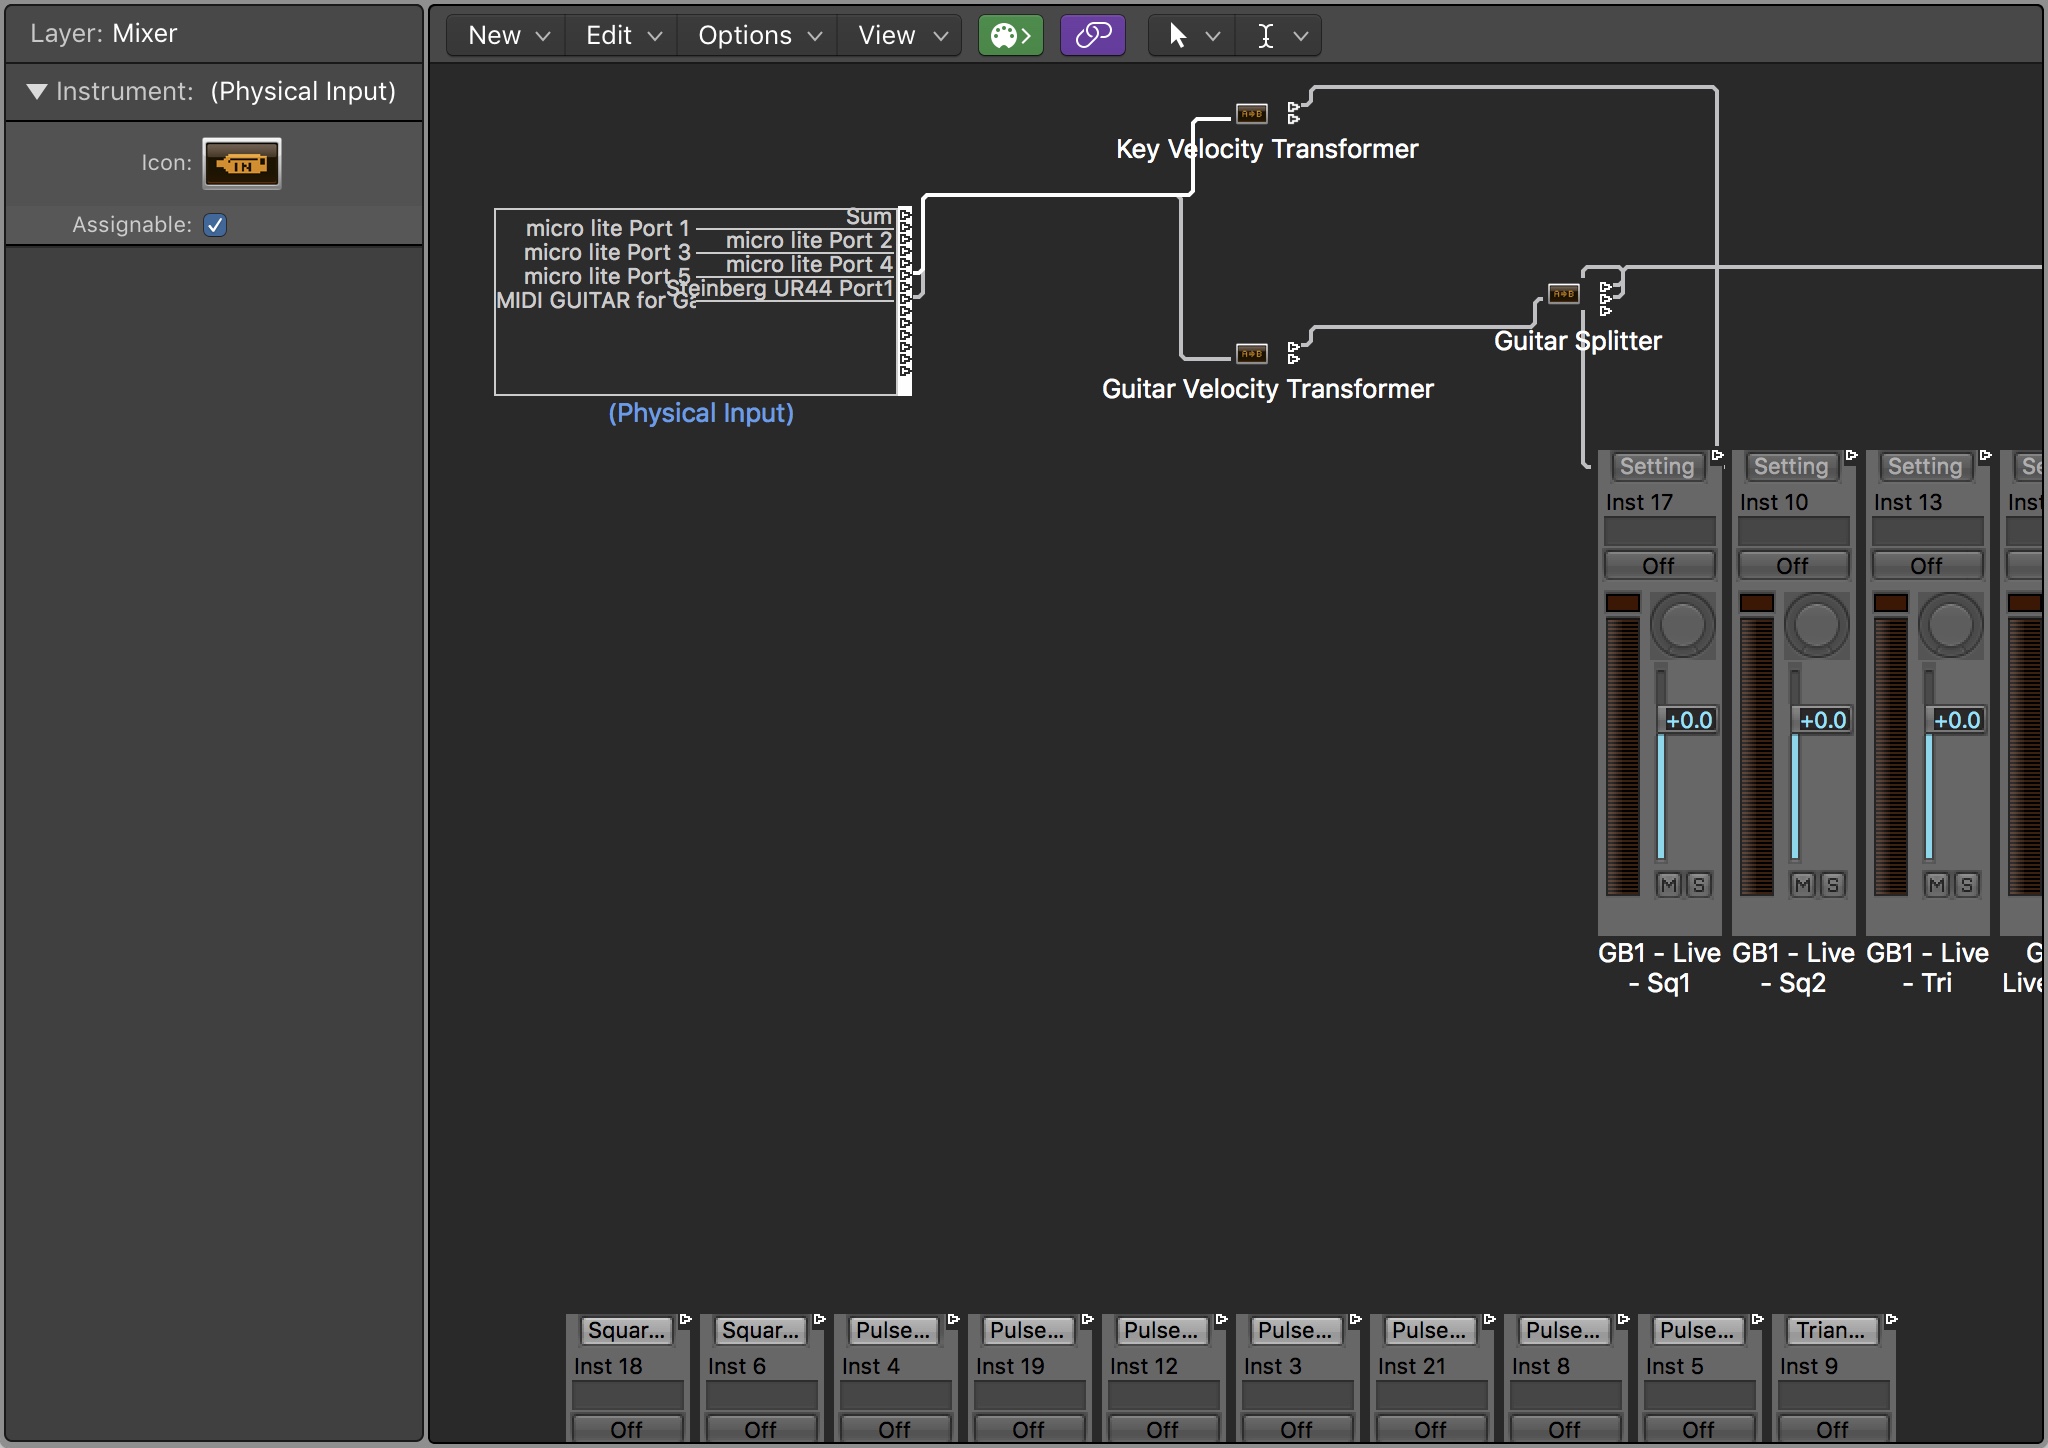 Layer: Mixer
New Edit Options View
Instrument: (Physical Input)
Icon: IN
Assignable:
A B
Key Velocity Transformer
Sum
micro lite Port 1
micro lite Port 2
micro lite Port 3
micro lite Port 4
micro lite Port 5
Steinberg UR44 Port1
MIDI GUITAR for Ga
(Physical Input)
A B
Guitar Splitter
A B
Guitar Velocity Transformer
Setting Setting Setting Se
Inst 17 Inst 10 Inst 13 Inst
Off Off Off
+0.0 +0.0 +0.0
M S M S M S
GB1 - Live GB1 - Live GB1 - Live G
- Sq1 - Sq2 - Tri Live
Squar... Squar... Pulse... Pulse... Pulse... Pulse... Pulse... Pulse... Pulse... Trian...
Inst 18 Inst 6 Inst 4 Inst 19 Inst 12 Inst 3 Inst 21 Inst 8 Inst 5 Inst 9
Off Off Off Off Off Off Off Off Off Off